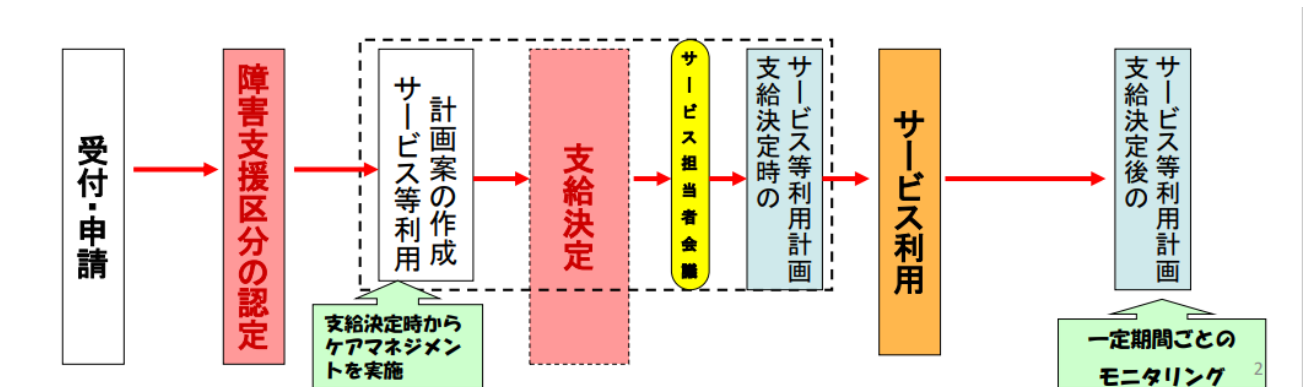 受付・申請
障害支援区分の認定
サービス等利用
計画案の作成
支給決定時から
ケアマネジメン
トを実施
支給決定
サービス担当者会議
支給決定時の
サービス等利用計画
サービス利用
支給決定後の
サービス等利用計画
一定期間ごとの
モニタリング
2